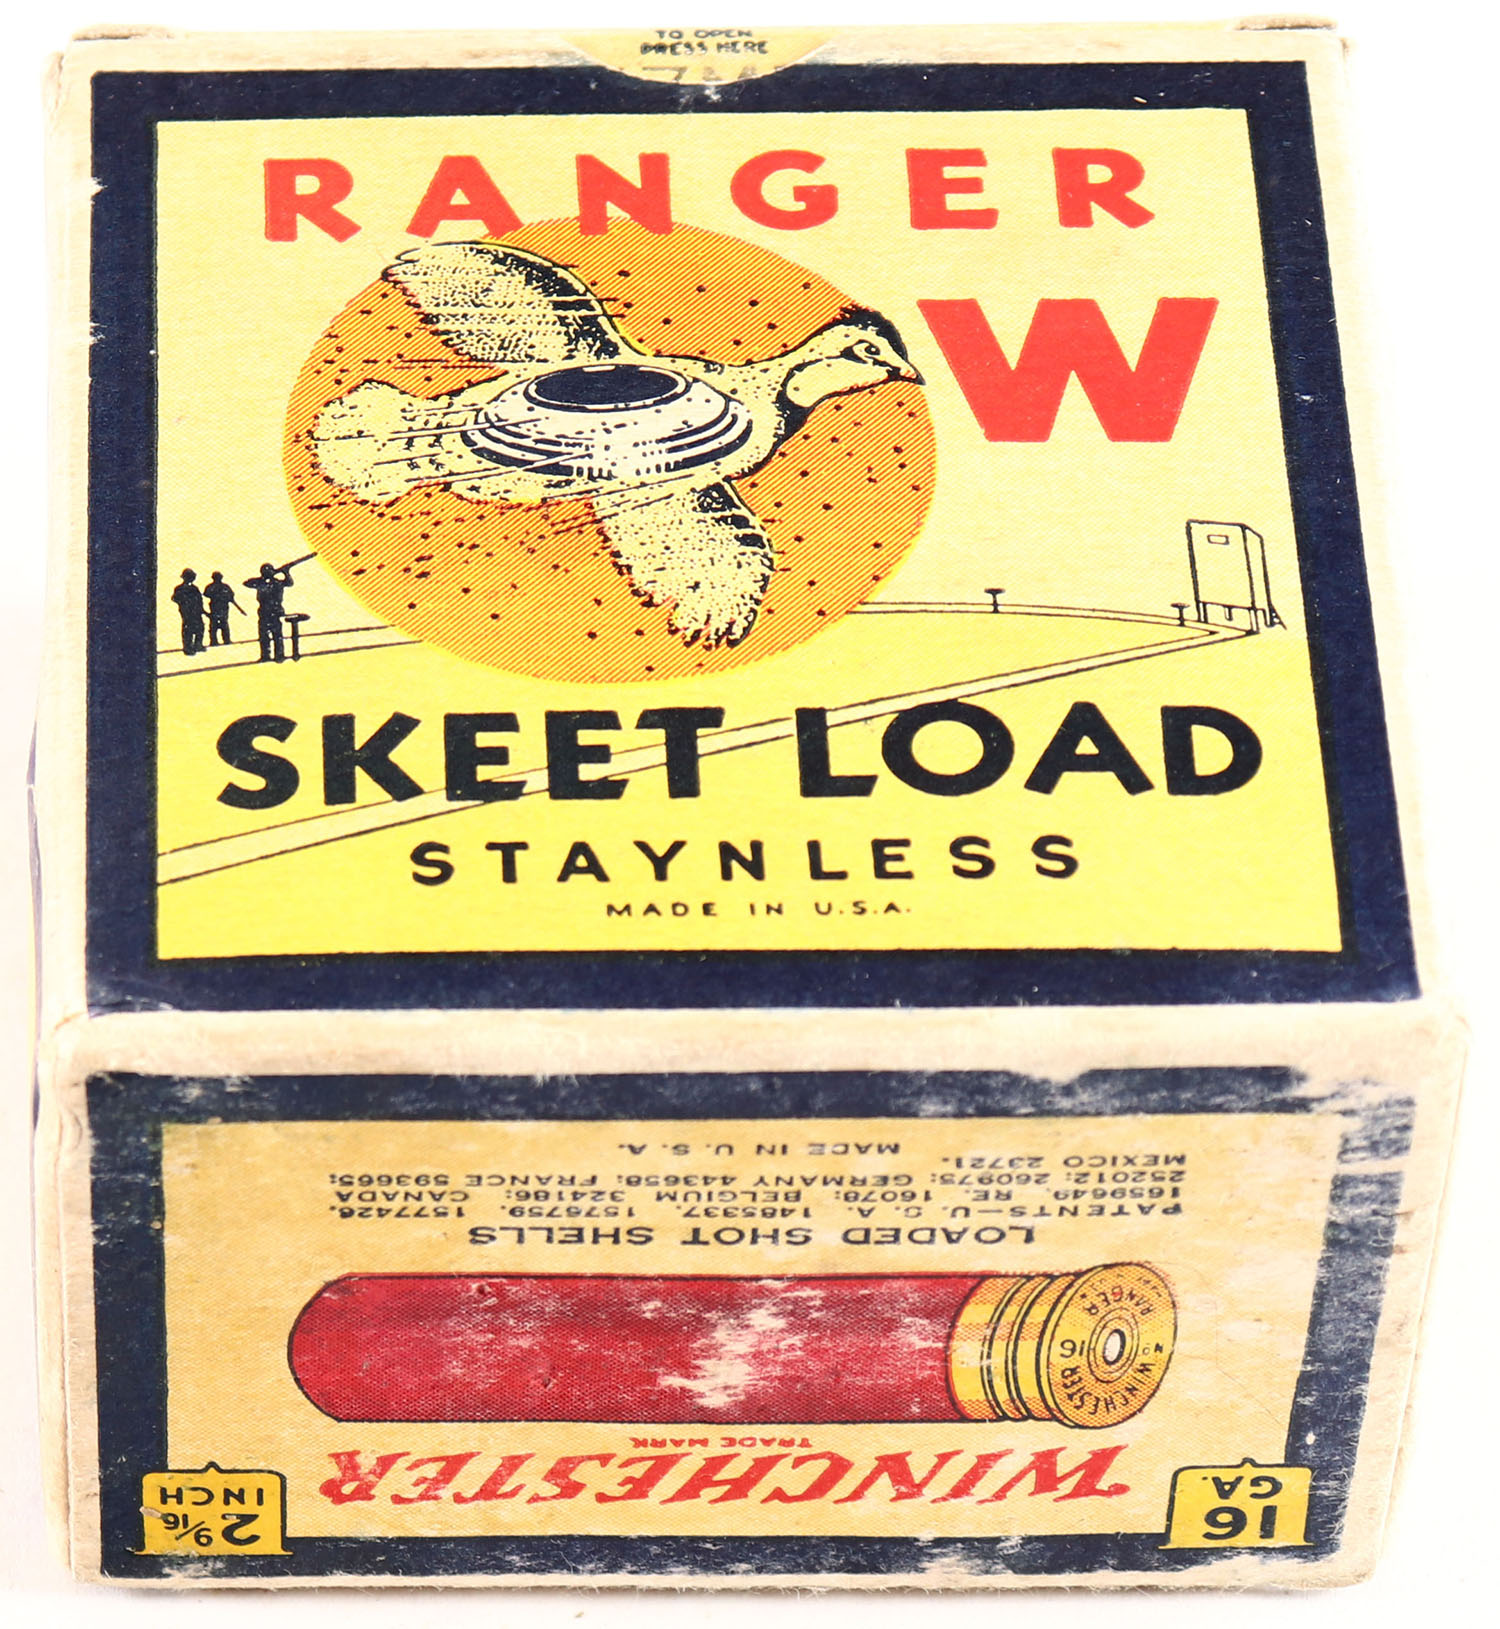 TO OPEN
PRESS HERE
RANGER
W
SKEET LOAD
STAYNLESS
MADE IN U.S.A.
16
GA.
2 9/16
INCH
WINCHESTER
TRADE MARK
WINCHESTER
No 16
RANGER
LOADED SHOT SHELLS
PATENTS—U. S. A. 1485337. 1576759. 1577426.
1659649. RE. 16078; BELGIUM 324186; CANADA
252012; 260975; GERMANY 443658; FRANCE 593665;
MEXICO 23721.
MADE IN U. S. A.